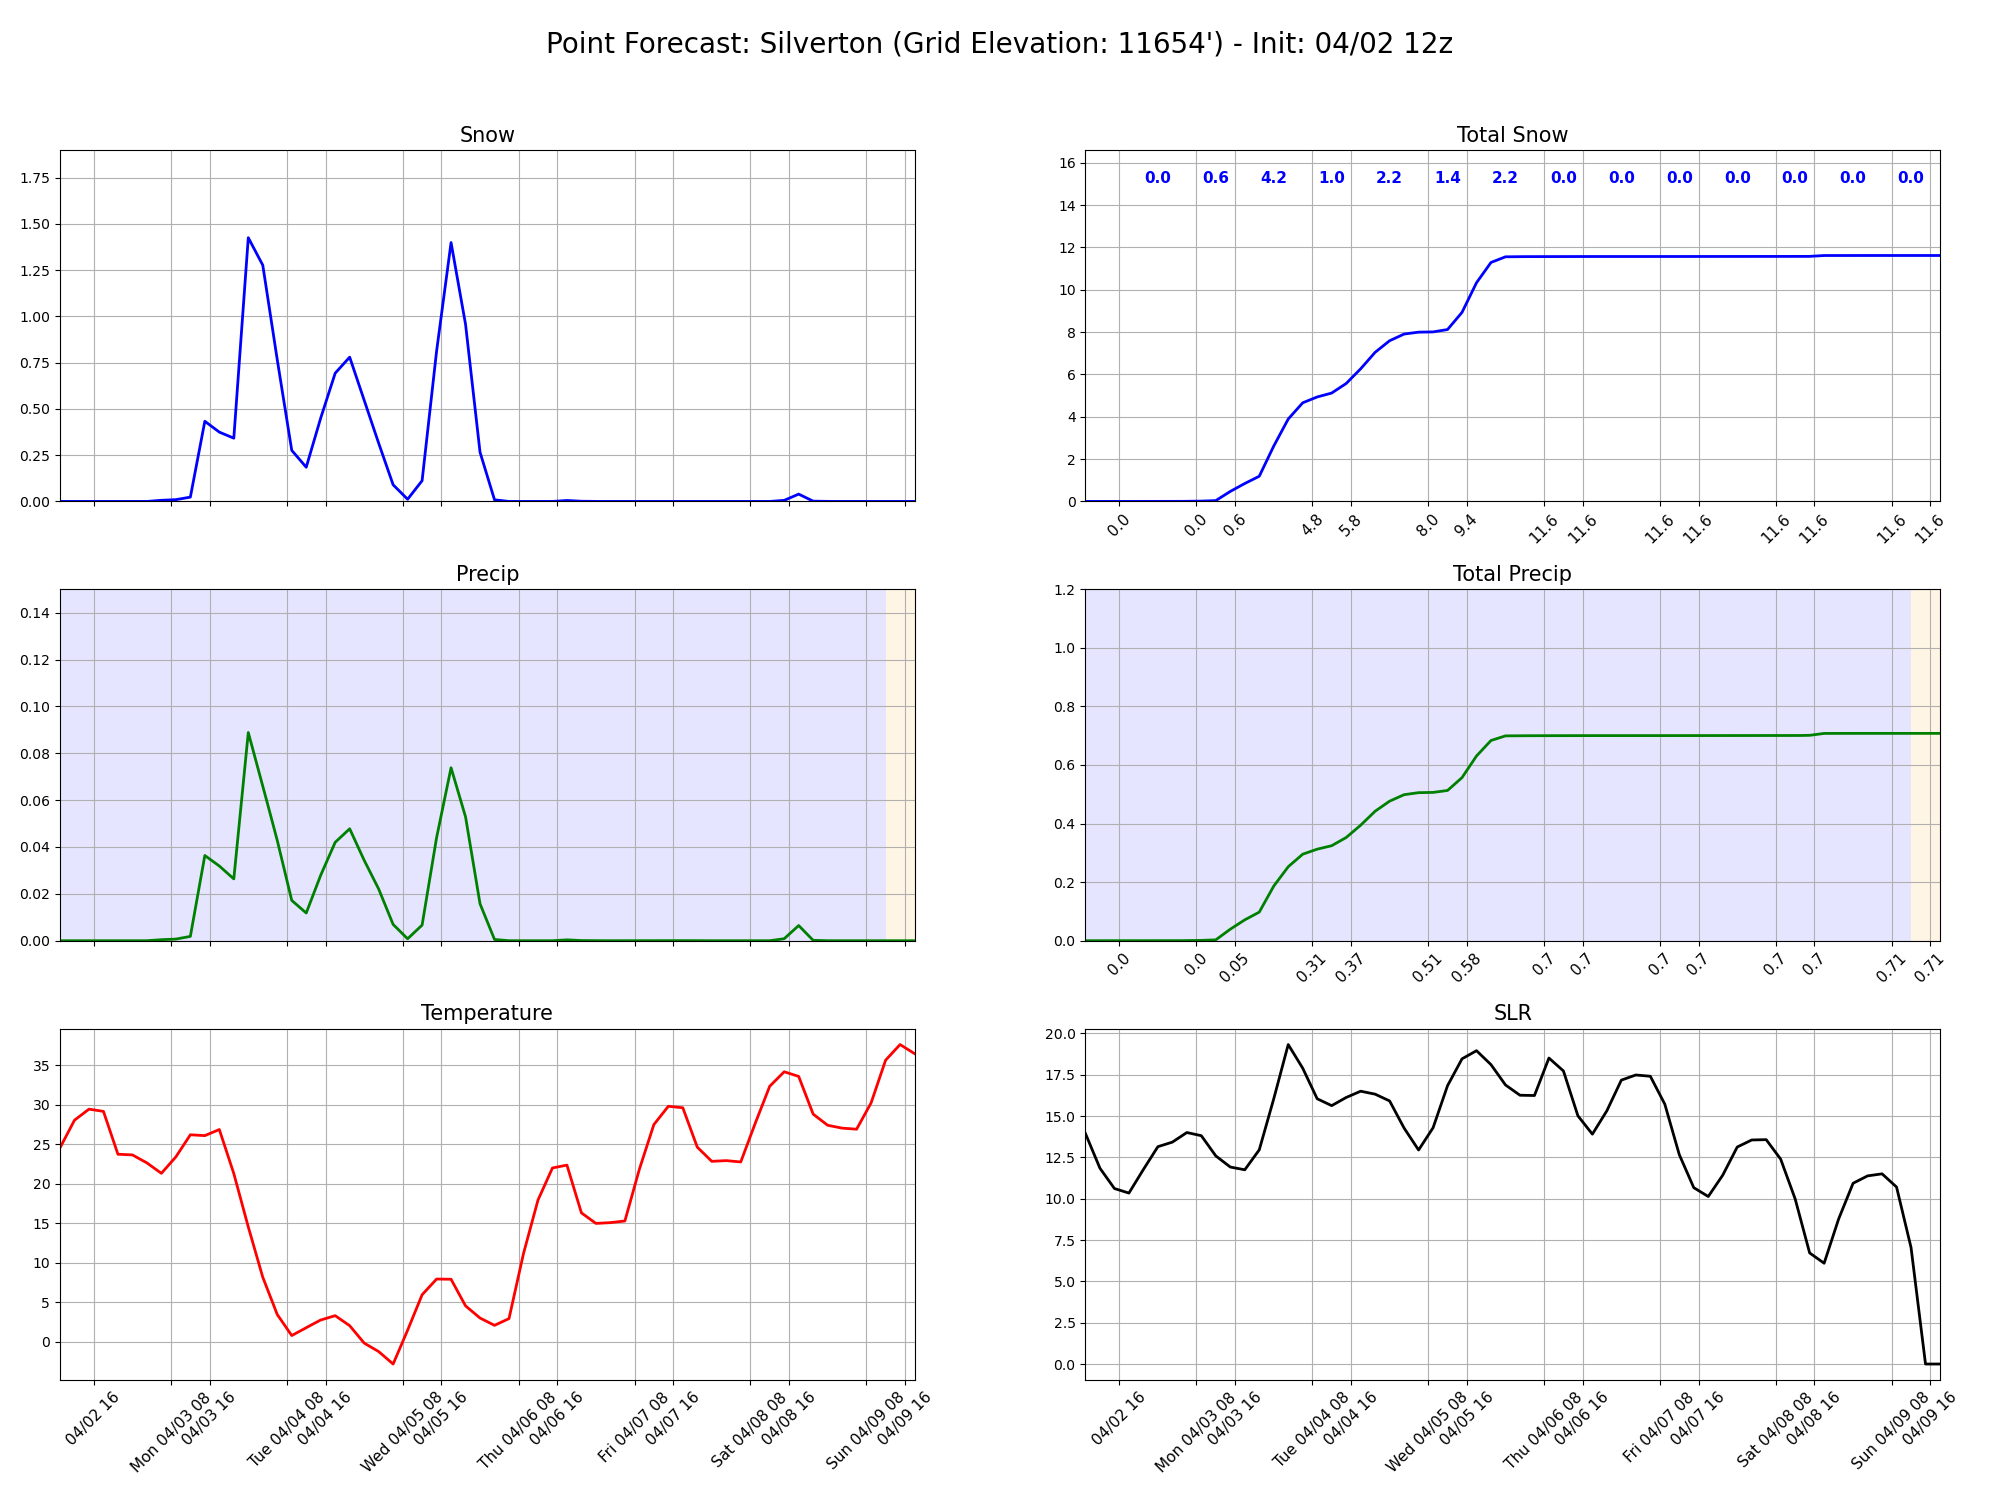 Point Forecast: Silverton (Grid Elevation: 11654') - Init: 04/02 12z
Snow
1.75
1.50
1.25
1.00
0.75
0.50
0.25
0.00
Total Snow
16
14
12
10
8
6
4
2
0
0.0 0.6 4.2 1.0 2.2 1.4 2.2 0.0 0.0 0.0 0.0 0.0 0.0 0.0
0.0 0.0 0.6 4.8 5.8 8.0 9.4 11.6 11.6 11.6 11.6 11.6 11.6 11.6 11.6
Precip
0.14
0.12
0.10
0.08
0.06
0.04
0.02
0.00
Total Precip
1.2
1.0
0.8
0.6
0.4
0.2
0.0
0.0 0.0 0.05 0.31 0.37 0.51 0.58 0.7 0.7 0.7 0.7 0.7 0.7 0.71 0.71
Temperature
35
30
25
20
15
10
5
0
04/02 16
Mon 04/03 08
04/03 16
Tue 04/04 08
04/04 16
Wed 04/05 08
04/05 16
Thu 04/06 08
04/06 16
Fri 04/07 08
04/07 16
Sat 04/08 08
04/08 16
Sun 04/09 08
04/09 16
SLR
20.0
17.5
15.0
12.5
10.0
7.5
5.0
2.5
0.0
04/02 16
Mon 04/03 08
04/03 16
Tue 04/04 08
04/04 16
Wed 04/05 08
04/05 16
Thu 04/06 08
04/06 16
Fri 04/07 08
04/07 16
Sat 04/08 08
04/08 16
Sun 04/09 08
04/09 16